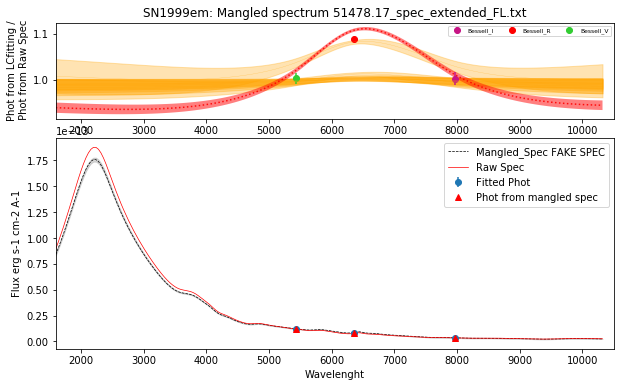 SN1999em: Mangled spectrum 51478.17_spec_extended_FL.txt
Phot from LCfitting /
Phot from Raw Spec
1.1
1.0
Bessell_I
Bessell_R
Bessell_V
2000 3000 4000 5000 6000 7000 8000 9000 10000
Flux erg s-1 cm-2 A-1
1.75
1.50
1.25
1.00
0.75
0.50
0.25
0.00
Mangled_Spec FAKE SPEC
Raw Spec
Fitted Phot
Phot from mangled spec
2000 3000 4000 5000 6000 7000 8000 9000 10000
Wavelenght